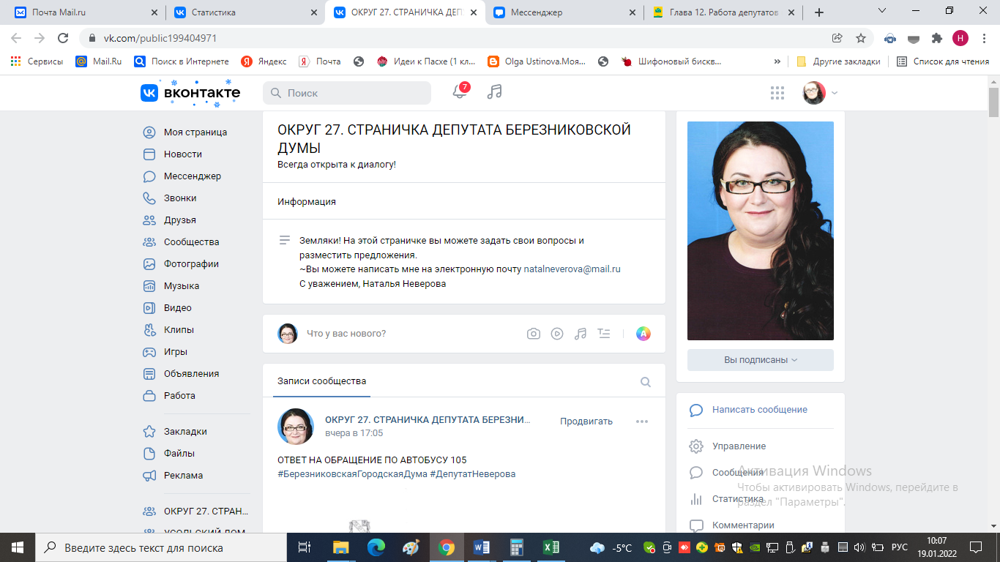 Почта Mail.ru
Статистика
ОКРУГ 27. СТРАНИЧКА ДЕП
Мессенджер
Глава 12. Работа депутатов
vk.com/public199404971
Н
Сервисы
Mail.Ru
Поиск в Интернете
Яндекс
Почта
Идеи к Пасхе (1 кл...
Olga Ustinova.Моя...
Шифоновый бискв...
»
Другие закладки
Список для чтения
вконтакте
Поиск
7
Моя страница
Новости
Мессенджер
Звонки
Друзья
Сообщества
Фотографии
Музыка
Видео
Клипы
Игры
Объявления
Работа
Закладки
Файлы
Реклама
ОКРУГ 27. СТРАН...
УСОЛЬСКИЙ ДОМ
ОКРУГ 27. СТРАНИЧКА ДЕПУТАТА БЕРЕЗНИКОВСКОЙ
ДУМЫ
Всегда открыта к диалогу!
Информация
Земляки! На этой страничке вы можете задать свои вопросы и
разместить предложения.
~Вы можете написать мне на электронную почту natalneverova@mail.ru
С уважением, Наталья Неверова
Что у вас нового?
Записи сообщества
ОКРУГ 27. СТРАНИЧКА ДЕПУТАТА БЕРЕЗНИ...
вчера в 17:05
Продвигать
ОТВЕТ НА ОБРАЩЕНИЕ ПО АВТОБУСУ 105
#БерезниковскаяГородскаяДума #ДепутатНеверова
Вы подписаны
Написать сообщение
Управление
Сообщения
Статистика
Комментарии
Активация Windows
Чтобы активировать Windows, перейдите в
раздел "Параметры".
Введите здесь текст для поиска
-5°C
РУС
10:07
19.01.2022